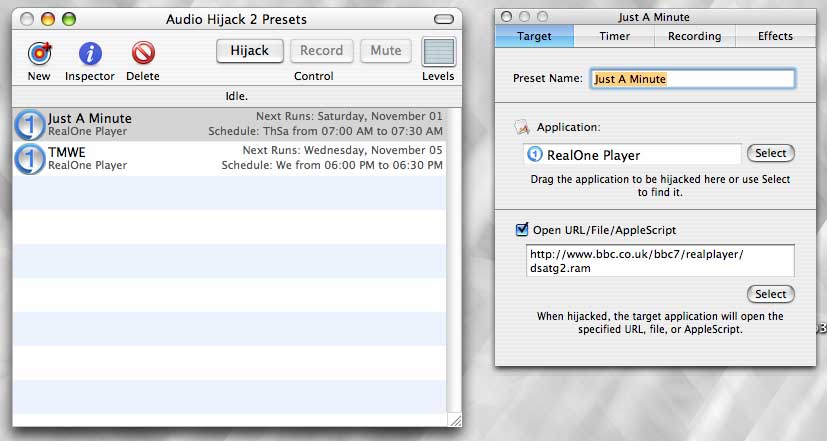 Audio Hijack 2 Presets
New
Inspector
Delete
Hijack
Record
Mute
Control
Levels
Idle.
Just A Minute
Next Runs: Saturday, November 01
RealOne Player
Schedule: ThSa from 07:00 AM to 07:30 AM
TMWE
Next Runs: Wednesday, November 05
RealOne Player
Schedule: We from 06:00 PM to 06:30 PM
Just A Minute
Target
Timer
Recording
Effects
Preset Name:
Just A Minute
Application:
RealOne Player
Select
Drag the application to be hijacked here or use Select
to find it.
Open URL/File/AppleScript
http://www.bbc.co.uk/bbc7/realplayer/
dsatg2.ram
Select
When hijacked, the target application will open the
specified URL, file, or AppleScript.